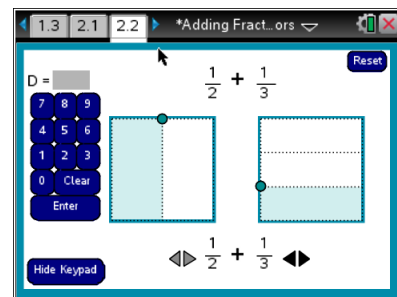 1.3 2.1 2.2 *Adding Fract...ors
Reset
D =
1/2 + 1/3
7 8 9
4 5 6
1 2 3
0 Clear
Enter
1/2 + 1/3
Hide Keypad